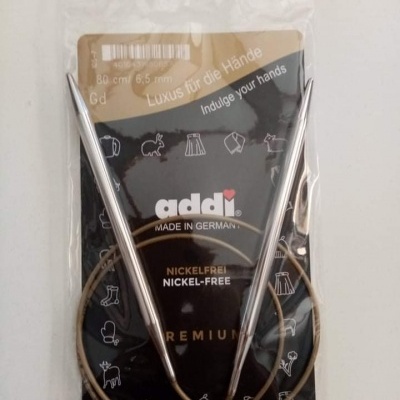 80 cm/ 6,5 mm
Gd
Luxus für die Hände
Indulge your hands
addi
MADE IN GERMANY
NICKELFREI
NICKEL-FREE
PREMIUM